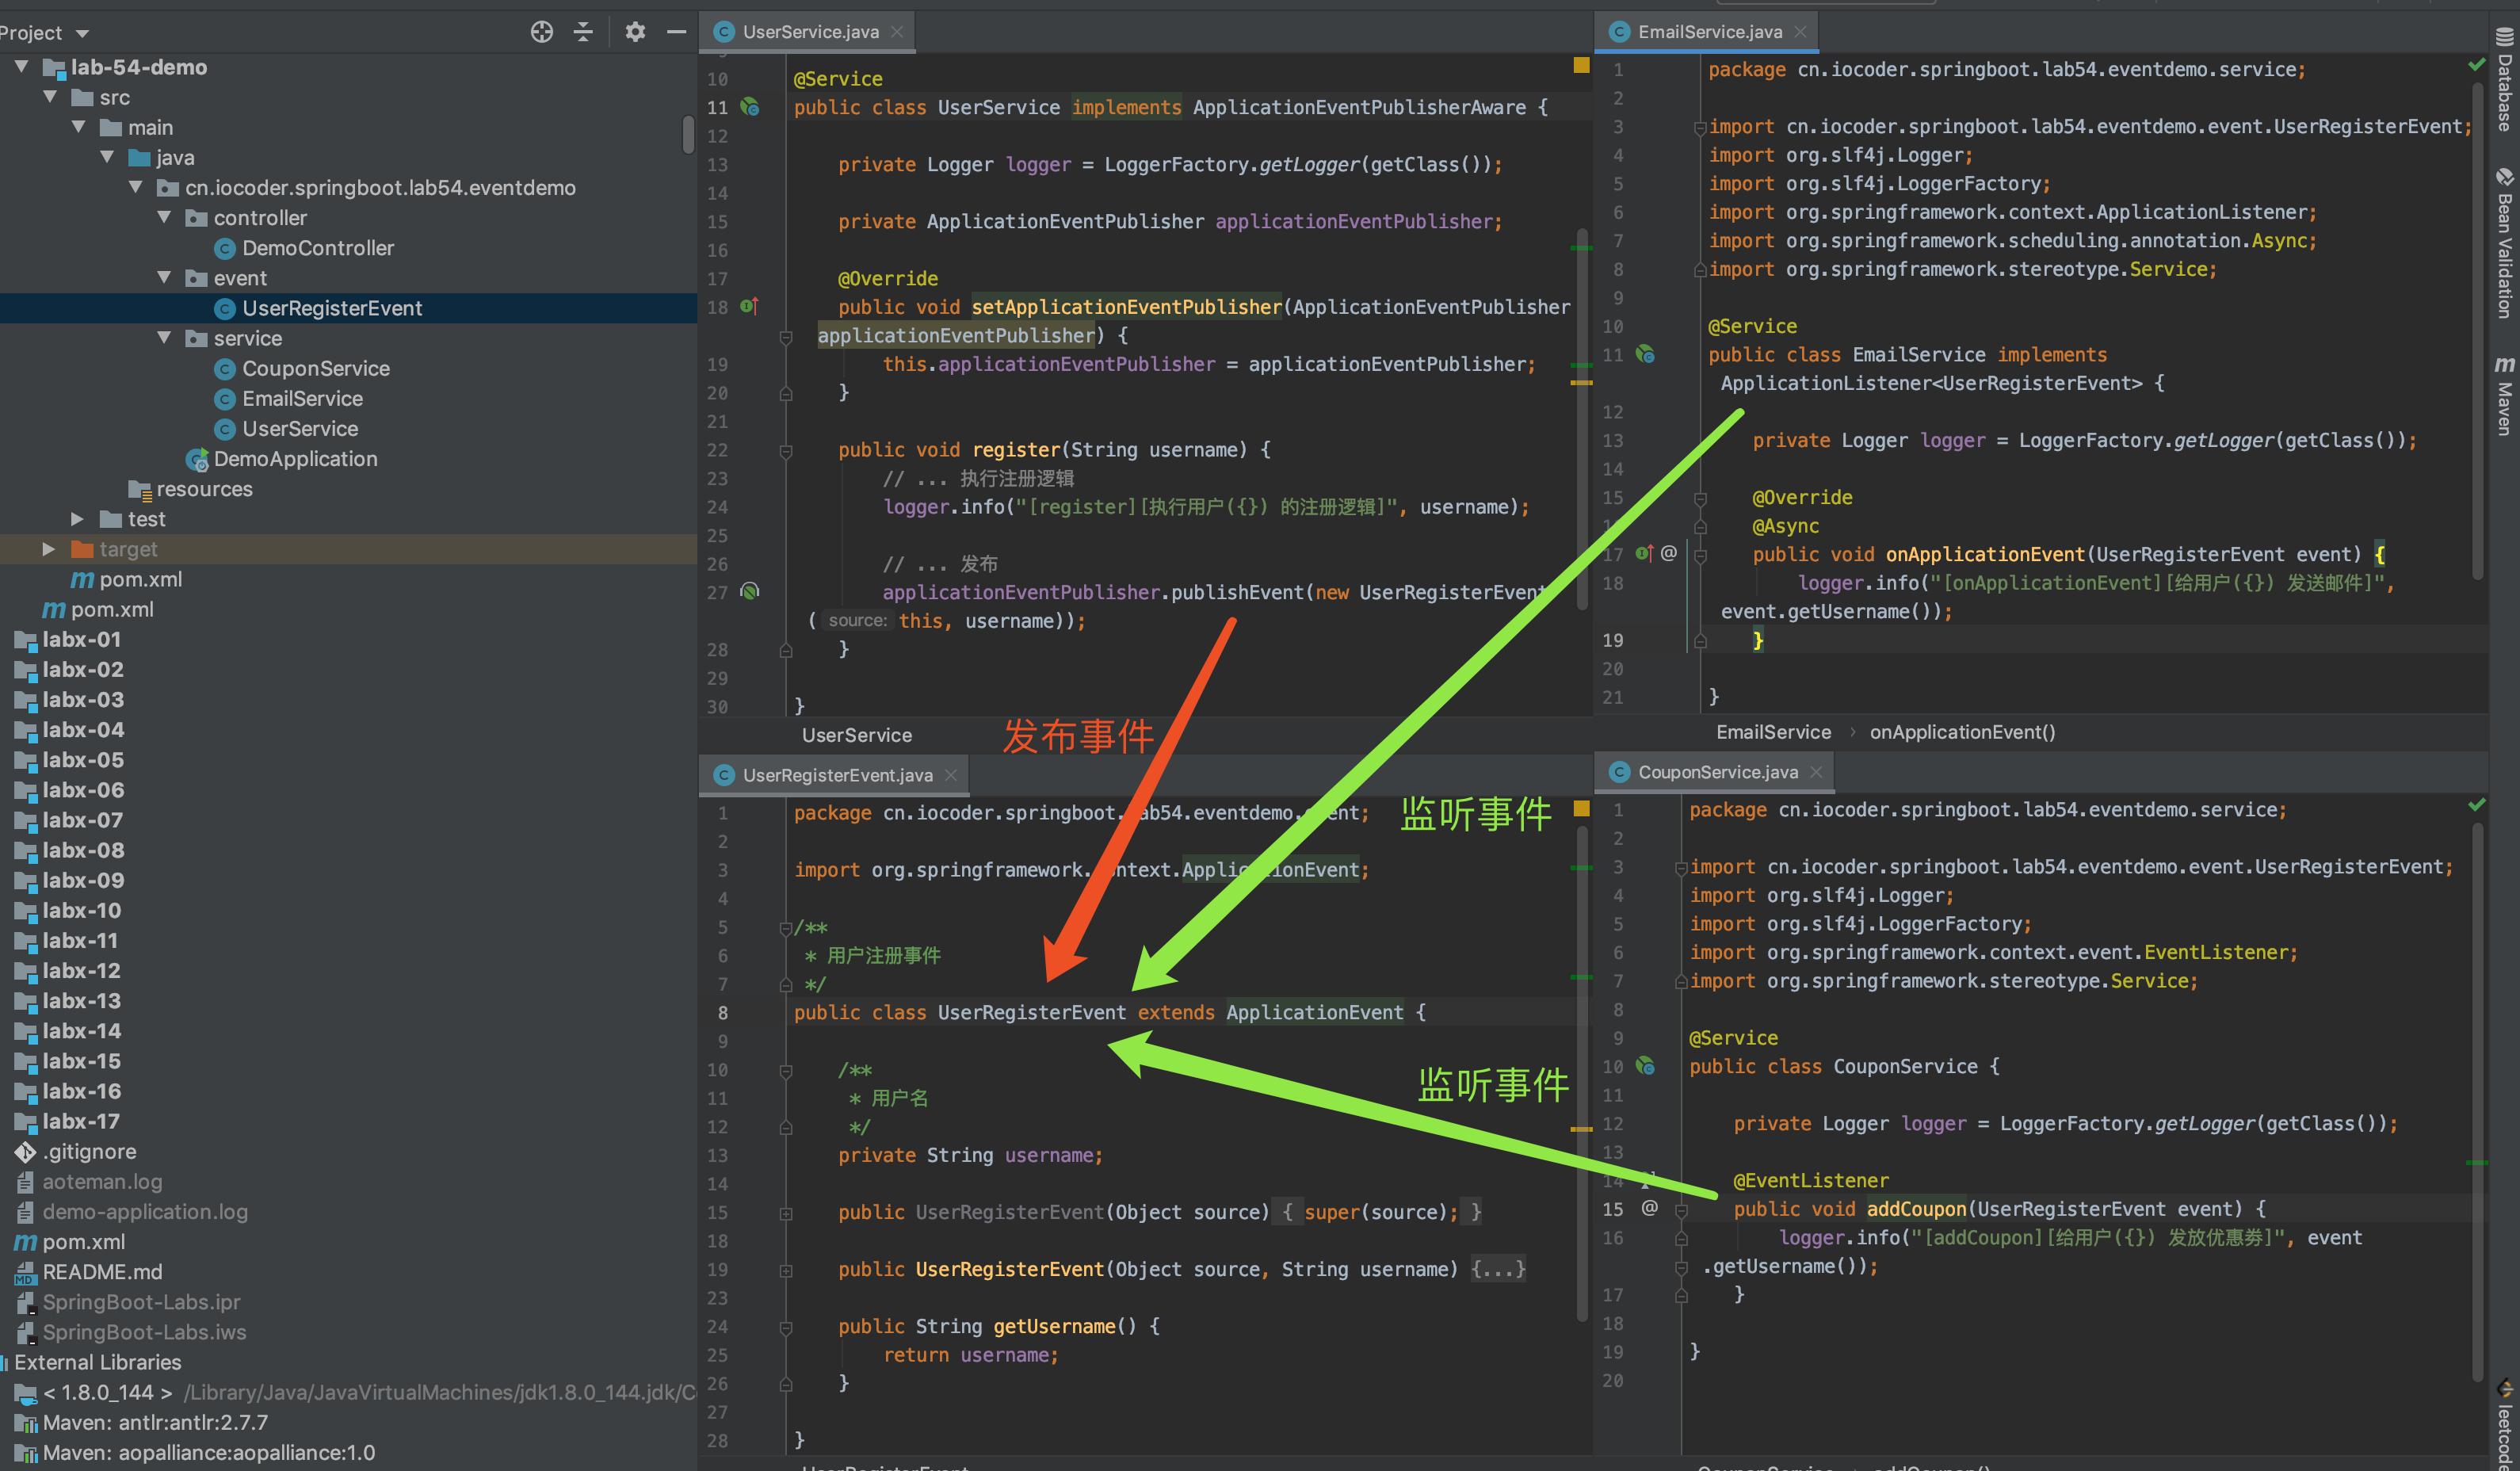 Project
lab-54-demo
src
main
java
cn.iocoder.springboot.lab54.eventdemo
controller
DemoController
event
UserRegisterEvent
service
CouponService
EmailService
UserService
DemoApplication
resources
test
target
pom.xml
pom.xml
labx-01
labx-02
labx-03
labx-04
labx-05
labx-06
labx-07
labx-08
labx-09
labx-10
labx-11
labx-12
labx-13
labx-14
labx-15
labx-16
labx-17
.gitignore
aoteman.log
demo-application.log
pom.xml
README.md
SpringBoot-Labs.ipr
SpringBoot-Labs.iws
External Libraries
< 1.8.0_144 > /Library/Java/JavaVirtualMachines/jdk1.8.0_144.jdk/C
Maven: antlr:antlr:2.7.7
Maven: aopalliance:aopalliance:1.0
UserService.java
10 @Service
11 public class UserService implements ApplicationEventPublisherAware {
12
13 private Logger logger = LoggerFactory.getLogger(getClass());
14
15 private ApplicationEventPublisher applicationEventPublisher;
16
17 @Override
18 public void setApplicationEventPublisher(ApplicationEventPublisher
applicationEventPublisher) {
19 this.applicationEventPublisher = applicationEventPublisher;
20 }
21
22 public void register(String username) {
23 // ... 执行注册逻辑
24 logger.info("[register][执行用户({}) 的注册逻辑]", username);
25
26 // ... 发布
27 applicationEventPublisher.publishEvent(new UserRegisterEvent
( source: this, username));
28 }
29
30 }
UserService
发布事件
UserRegisterEvent.java
1 package cn.iocoder.springboot.lab54.eventdemo.event;
2
3 import org.springframework.context.ApplicationEvent;
4
5 /**
6 * 用户注册事件
7 */
8 public class UserRegisterEvent extends ApplicationEvent {
9
10 /**
11 * 用户名
12 */
13 private String username;
14
15 public UserRegisterEvent(Object source) { super(source); }
18
19 public UserRegisterEvent(Object source, String username) {...}
23
24 public String getUsername() {
25 return username;
26 }
27
28 }
监听事件
监听事件
EmailService.java
1 package cn.iocoder.springboot.lab54.eventdemo.service;
2
3 import cn.iocoder.springboot.lab54.eventdemo.event.UserRegisterEvent;
4 import org.slf4j.Logger;
5 import org.slf4j.LoggerFactory;
6 import org.springframework.context.ApplicationListener;
7 import org.springframework.scheduling.annotation.Async;
8 import org.springframework.stereotype.Service;
9
10 @Service
11 public class EmailService implements
ApplicationListener<UserRegisterEvent> {
12
13 private Logger logger = LoggerFactory.getLogger(getClass());
14
15 @Override
@Async
17 @ public void onApplicationEvent(UserRegisterEvent event) {
18 logger.info("[onApplicationEvent][给用户({}) 发送邮件]",
event.getUsername());
19 }
20
21 }
EmailService › onApplicationEvent()
CouponService.java
1 package cn.iocoder.springboot.lab54.eventdemo.service;
2
3 import cn.iocoder.springboot.lab54.eventdemo.event.UserRegisterEvent;
4 import org.slf4j.Logger;
5 import org.slf4j.LoggerFactory;
6 import org.springframework.context.event.EventListener;
7 import org.springframework.stereotype.Service;
8
9 @Service
10 public class CouponService {
11
12 private Logger logger = LoggerFactory.getLogger(getClass());
13
14 @EventListener
15 @ public void addCoupon(UserRegisterEvent event) {
16 logger.info("[addCoupon][给用户({}) 发放优惠劵]", event
.getUsername());
17 }
18
19 }
20
Database
Bean Validation
Maven
leetcode